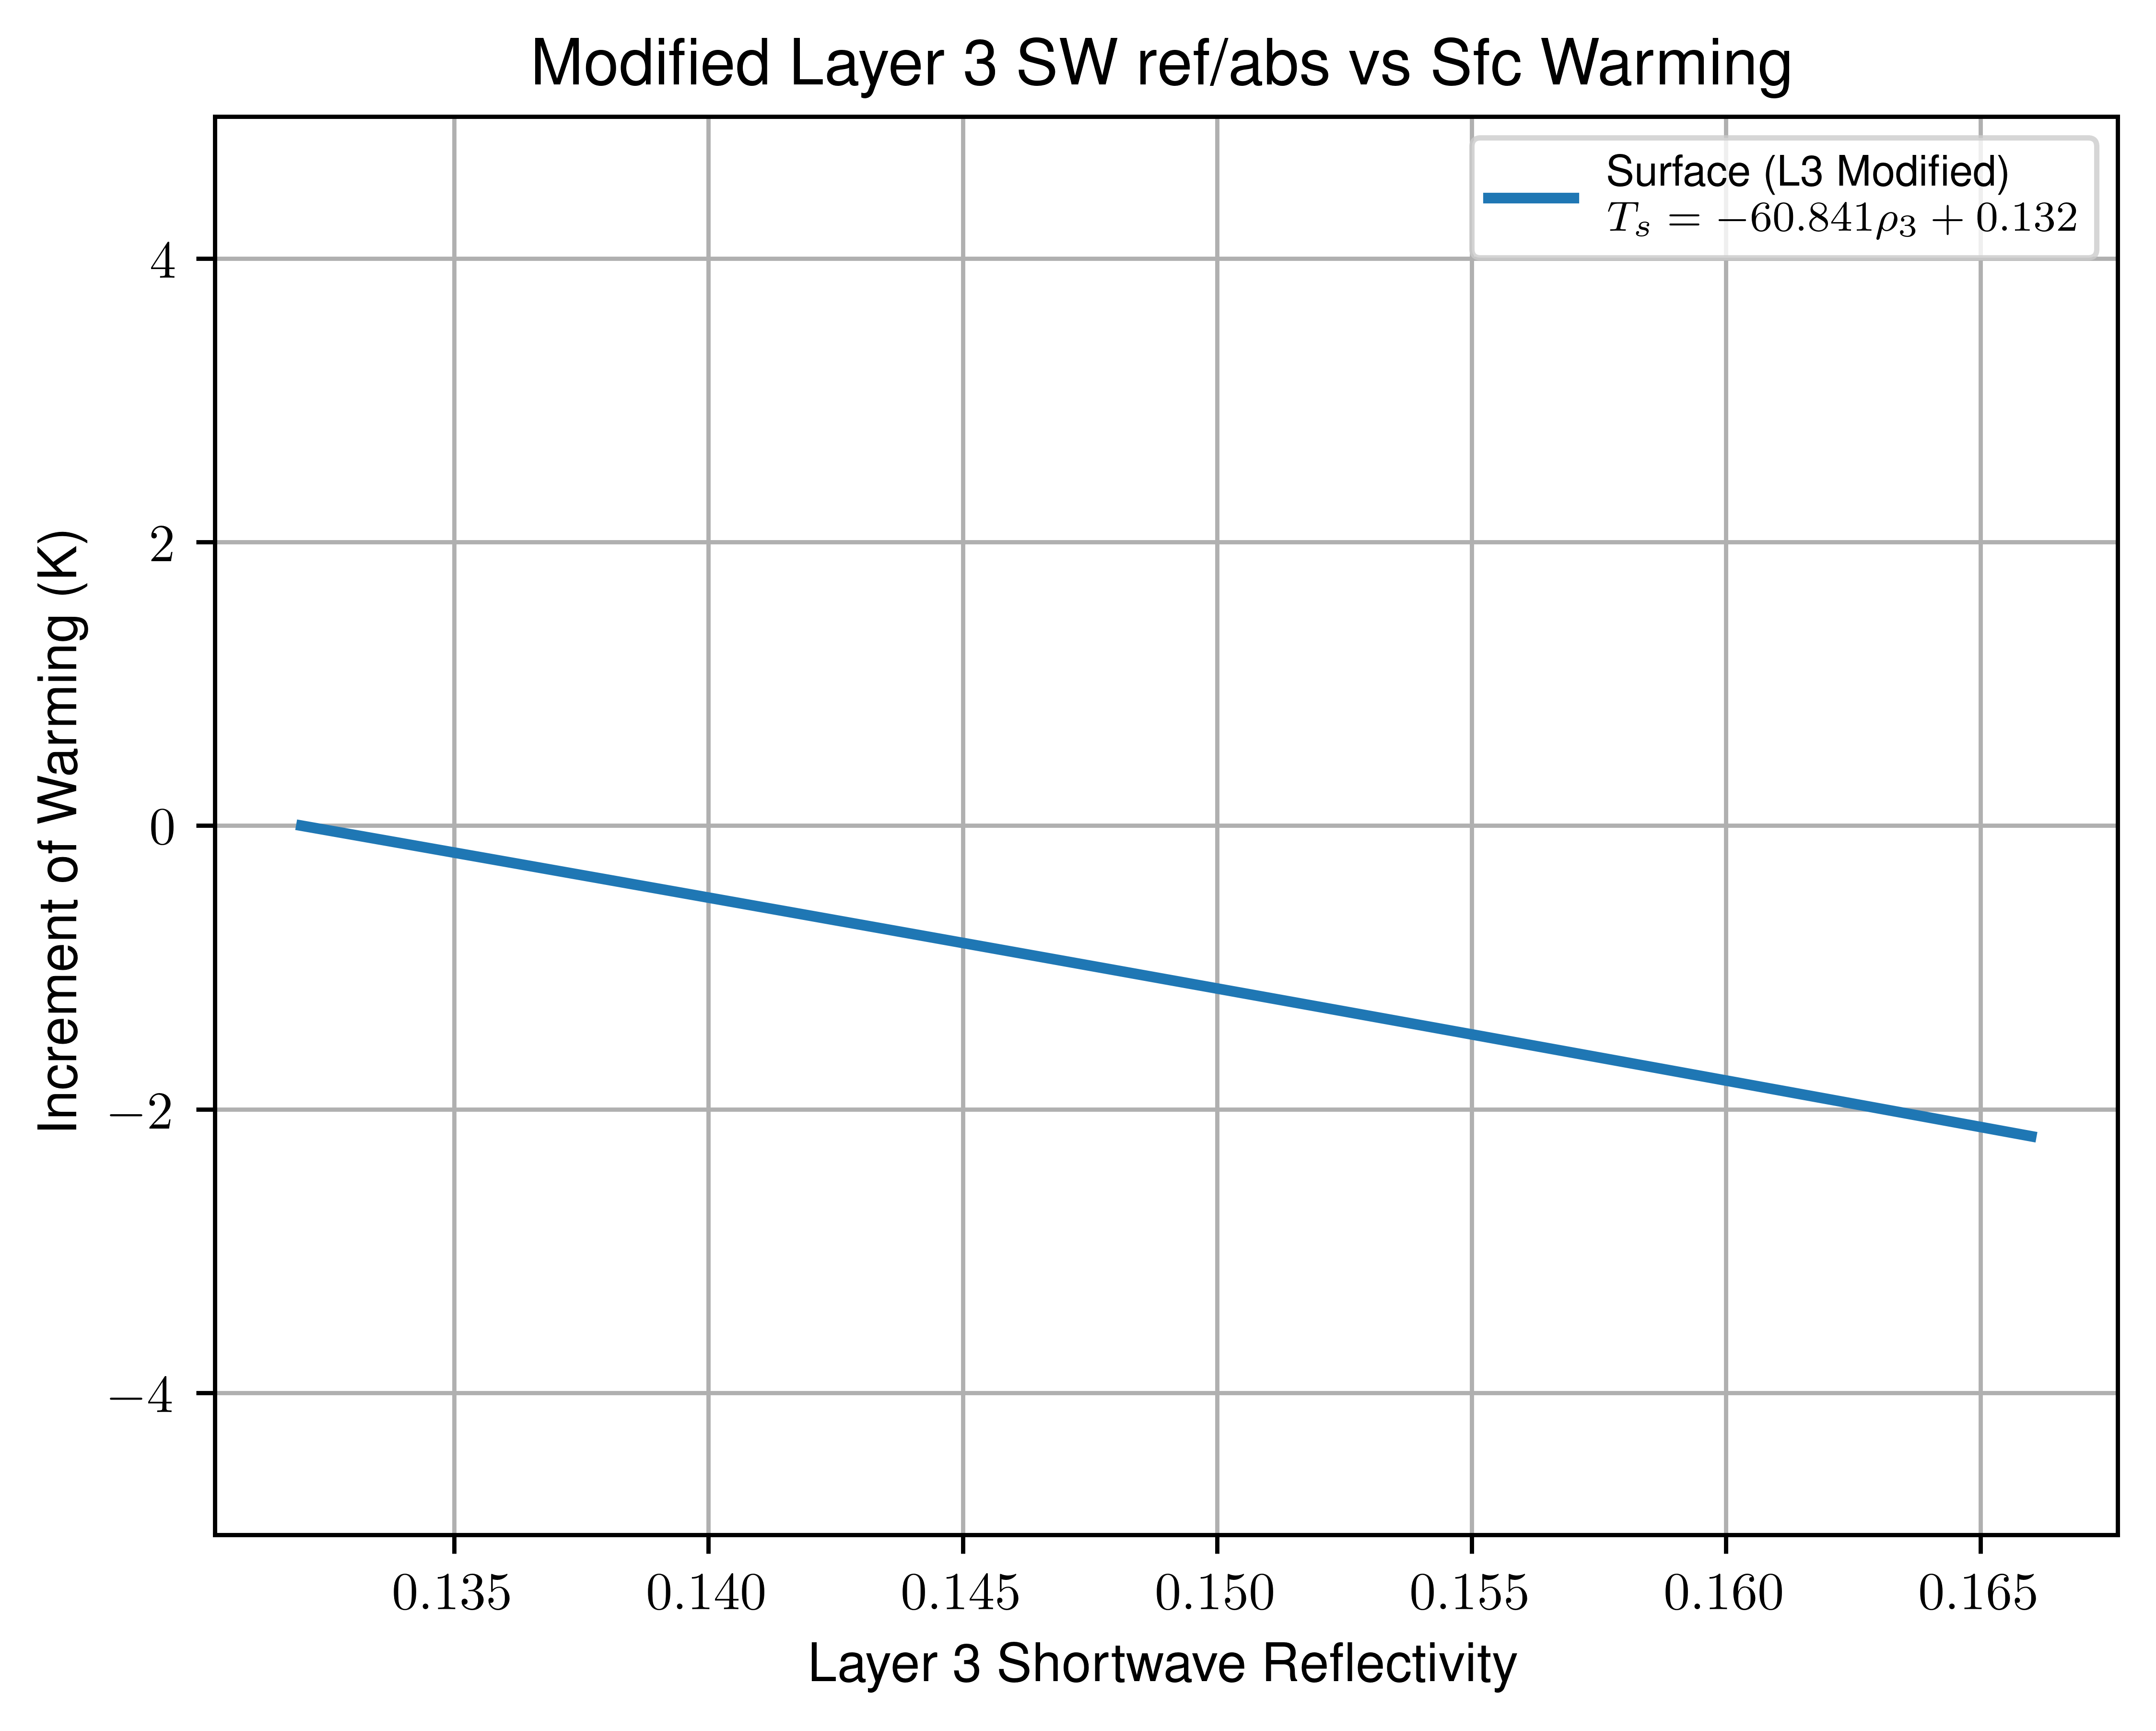 Modified Layer 3 SW ref/abs vs Sfc Warming
Surface (L3 Modified)
T_s = −60.841ρ_3 + 0.132
Increment of Warming (K)
4
2
0
−2
−4
0.135 0.140 0.145 0.150 0.155 0.160 0.165
Layer 3 Shortwave Reflectivity